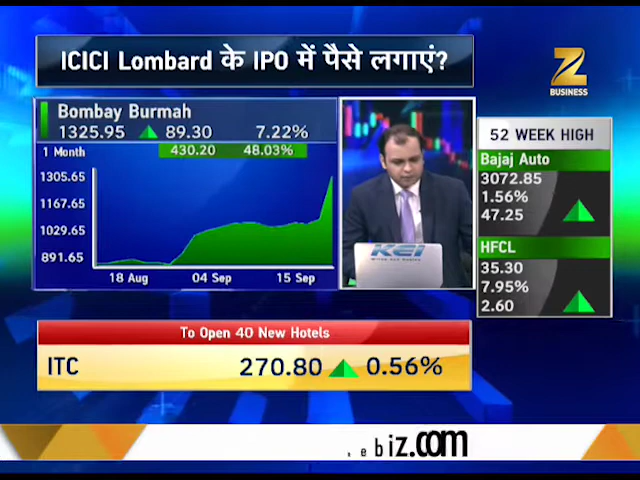 ICICI Lombard के IPO में पैसे लगाएं?
Z
BUSINESS
Bombay Burmah
1325.95 89.30 7.22%
1 Month 430.20 48.03%
1305.65
1167.65
1029.65
891.65
18 Aug 04 Sep 15 Sep
KEI
52 WEEK HIGH
Bajaj Auto
3072.85
1.56%
47.25
HFCL
35.30
7.95%
2.60
To Open 40 New Hotels
ITC 270.80 0.56%
ebiz.com